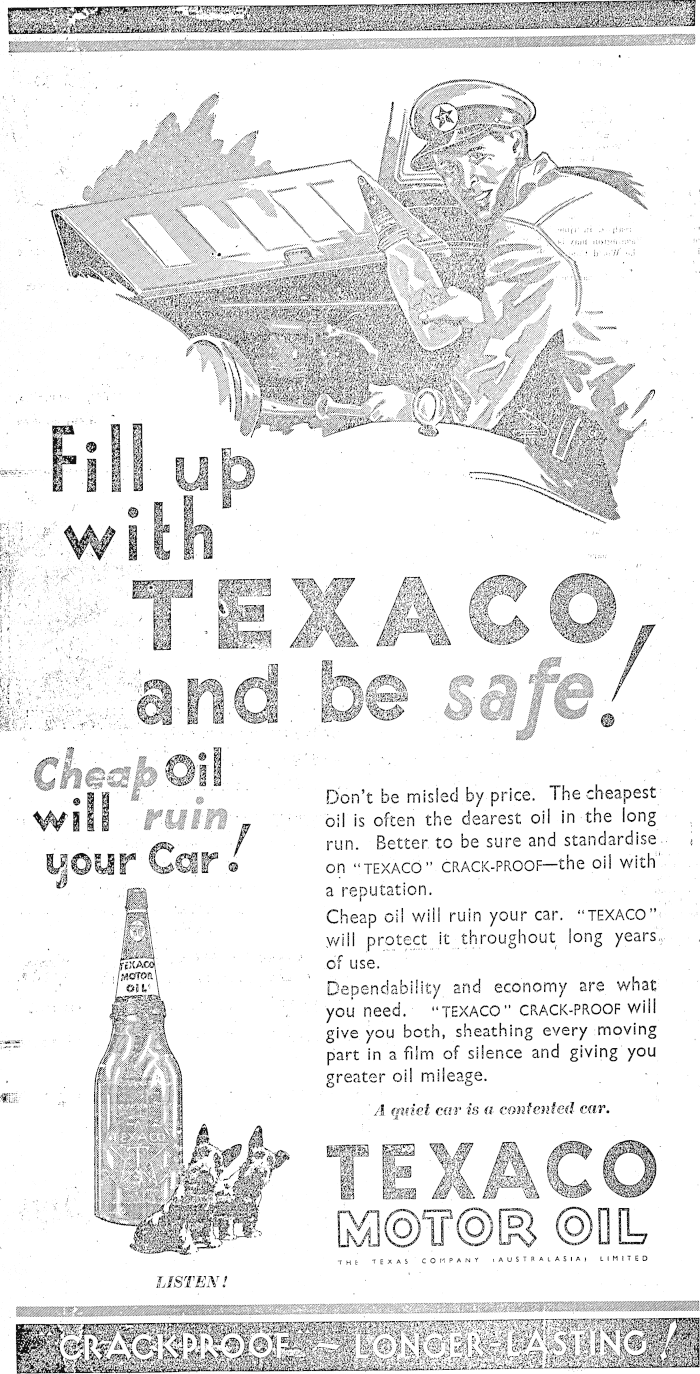 Fill up
with
TEXACO
and be safe!
Cheap Oil
will ruin
your Car!
Don't be misled by price. The cheapest
oil is often the dearest oil in the long
run. Better to be sure and standardise
on "TEXACO" CRACK-PROOF—the oil with
a reputation.
Cheap oil will ruin your car. "TEXACO"
will protect it throughout long years
of use.
Dependability and economy are what
you need. "TEXACO" CRACK-PROOF will
give you both, sheathing every moving
part in a film of silence and giving you
greater oil mileage.
A quiet car is a contented car.
TEXACO
MOTOR OIL
TEXACO
T
LISTEN!
TEXACO
MOTOR OIL
THE TEXAS COMPANY (AUSTRALASIA) LIMITED
CRACKPROOF - LONGER-LASTING!